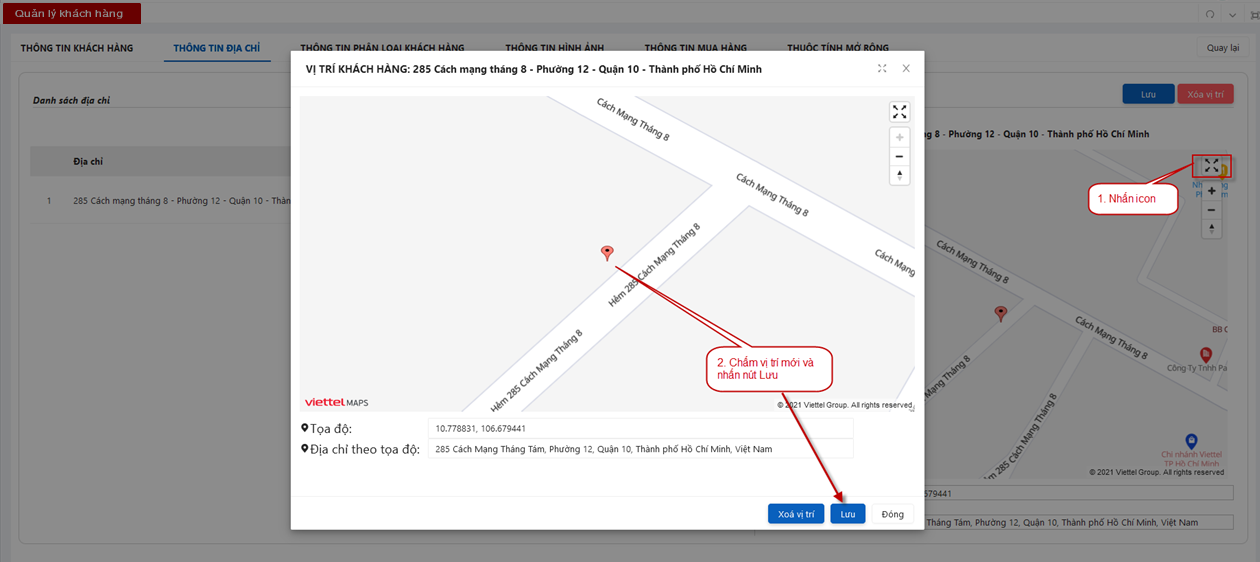 Quản lý khách hàng
THÔNG TIN KHÁCH HÀNG
THÔNG TIN ĐỊA CHỈ
THÔNG TIN PHÂN LOẠI KHÁCH HÀNG
THÔNG TIN HÌNH ẢNH
THÔNG TIN MUA HÀNG
THUỘC TÍNH MỞ RỘNG
Quay lại
VỊ TRÍ KHÁCH HÀNG: 285 Cách mạng tháng 8 - Phường 12 - Quận 10 - Thành phố Hồ Chí Minh
Danh sách địa chỉ
Lưu
Xóa vị trí
g 8 - Phường 12 - Quận 10 - Thành phố Hồ Chí Minh
Địa chỉ
1
285 Cách mạng tháng 8 - Phường 12 - Quận 10 - Thàn
Cách Mạng Tháng 8
Cách Mạng Tháng 8
Cách Mạng
Hẻm 285 Cách Mạng Tháng 8
Hẻm 285 Cách Mạng Tháng 8
viettel MAPS
© 2021 Viettel Group. All rights reserved.
1. Nhấn icon
2. Chấm vị trí mới và
nhấn nút Lưu
Cách Mạng Tháng 8
Cách Mạng Tháng 8
Mạng Tháng 8
285 Cách Mạng Tháng 8
BB C
Công Ty Tnhh Pa
Chi nhánh Viettel
TP Hồ Chí Minh
© 2021 Viettel Group. All rights reserved
Tọa độ:
10.778831, 106.679441
Địa chỉ theo tọa độ:
285 Cách Mạng Tháng Tám, Phường 12, Quận 10, Thành phố Hồ Chí Minh, Việt Nam
679441
Tháng Tám, Phường 12, Quận 10, Thành phố Hồ Chí Minh, Việt Nam
Xoá vị trí
Lưu
Đóng